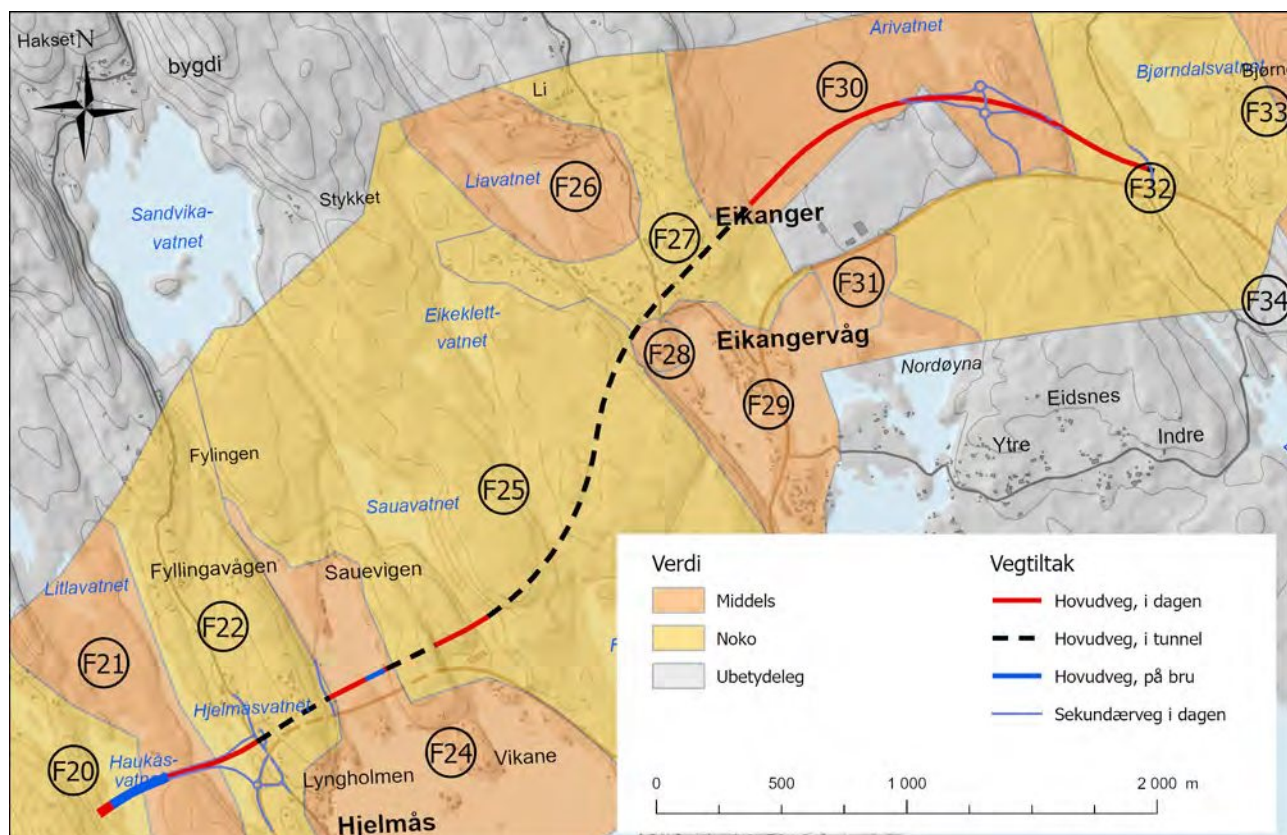 Hakset
N
bygdi
Arivatnet
Li
F30
Bjørndalsvatnet
Bjørn
F33
Liavatnet
F26
Stykket
Sandvika-
vatnet
Eikanger
F32
F27
F31
F34
Eikeklett-
vatnet
Eikangervåg
F28
Nordøyna
F29
Eidsnes
Ytre
Indre
Fylingen
F25
Sauavatnet
Litlavatnet
Fyllingavågen
Sauevigen
F22
F21
Hjelmåsvatnet
F20
Haukås-
vatnet
F24
Vikane
Lyngholmen
Hjelmås
Verdi
Middels
Noko
Ubetydeleg
Vegtiltak
Hovudveg, i dagen
Hovudveg, i tunnel
Hovudveg, på bru
Sekundærveg i dagen
0 500 1 000 2 000 m